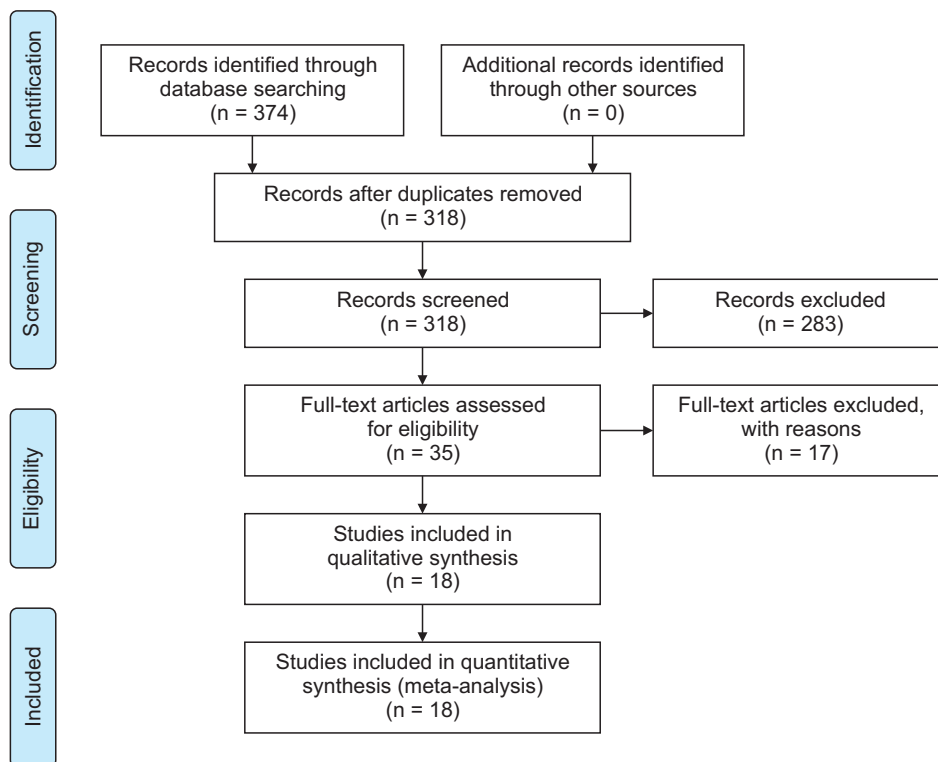 Identification
Records identified through
database searching
(n = 374)
Additional records identified
through other sources
(n = 0)
Records after duplicates removed
(n = 318)
Screening
Records screened
(n = 318)
Records excluded
(n = 283)
Eligibility
Full-text articles assessed
for eligibility
(n = 35)
Full-text articles excluded,
with reasons
(n = 17)
Studies included in
qualitative synthesis
(n = 18)
Included
Studies included in quantitative
synthesis (meta-analysis)
(n = 18)